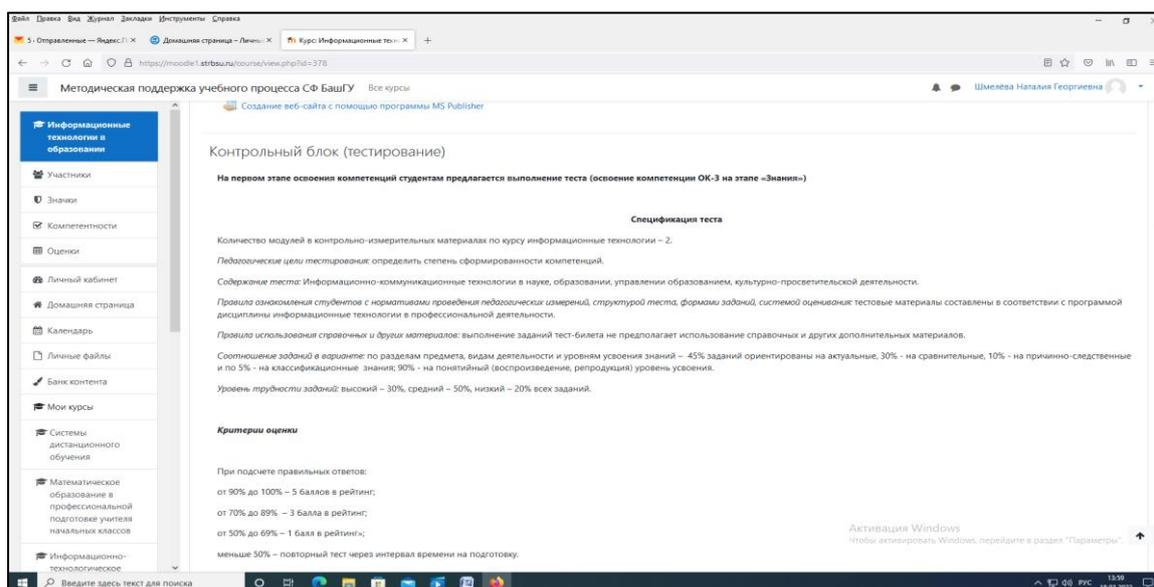 Файл Правка Вид Журнал Закладки Инструменты Справка
5 · Отправленные — Яндекс.П × Домашняя страница – Личны × Курс: Информационные техн ×
https://moodle1.strbsu.ru/course/view.php?id=378
Методическая поддержка учебного процесса СФ БашГУ Все курсы Шмелёва Наталия Георгиевна
Информационные
технологии в
образовании
Участники
Значки
Компетентности
Оценки
Личный кабинет
Домашняя страница
Календарь
Личные файлы
Банк контента
Мои курсы
Системы
дистанционного
обучения
Математическое
образование в
профессиональной
подготовке учителя
начальных классов
Информационно-
технологическое
Создание веб-сайта с помощью программы MS Publisher
Контрольный блок (тестирование)
На первом этапе освоения компетенций студентам предлагается выполнение теста (освоение компетенции ОК-3 на этапе «Знания»)
Спецификация теста
Количество модулей в контрольно-измерительных материалах по курсу информационные технологии – 2.
Педагогические цели тестирования: определить степень сформированности компетенций.
Содержание теста: Информационно-коммуникационные технологии в науке, образовании, управлении образованием, культурно-просветительской деятельности.
Правила ознакомления студентов с нормативами проведения педагогических измерений, структурой теста, формами заданий, системой оценивания: тестовые материалы составлены в соответствии с программой
дисциплины информационные технологии в профессиональной деятельности.
Правила использования справочных и других материалов: выполнение заданий тест-билета не предполагает использование справочных и других дополнительных материалов.
Соотношение заданий в варианте: по разделам предмета, видам деятельности и уровням усвоения знаний – 45% заданий ориентированы на актуальные, 30% - на сравнительные, 10% - на причинно-следственные
и по 5% - на классификационные знания; 90% - на понятийный (воспроизведение, репродукция) уровень усвоения.
Уровень трудности заданий: высокий – 30%, средний – 50%, низкий – 20% всех заданий.
Критерии оценки
При подсчете правильных ответов:
от 90% до 100% – 5 баллов в рейтинг;
от 70% до 89% – 3 балла в рейтинг;
от 50% до 69% – 1 балл в рейтинг»;
меньше 50% – повторный тест через интервал времени на подготовку.
Активация Windows
Чтобы активировать Windows, перейдите в раздел "Параметры".
Введите здесь текст для поиска
РУС 13:59